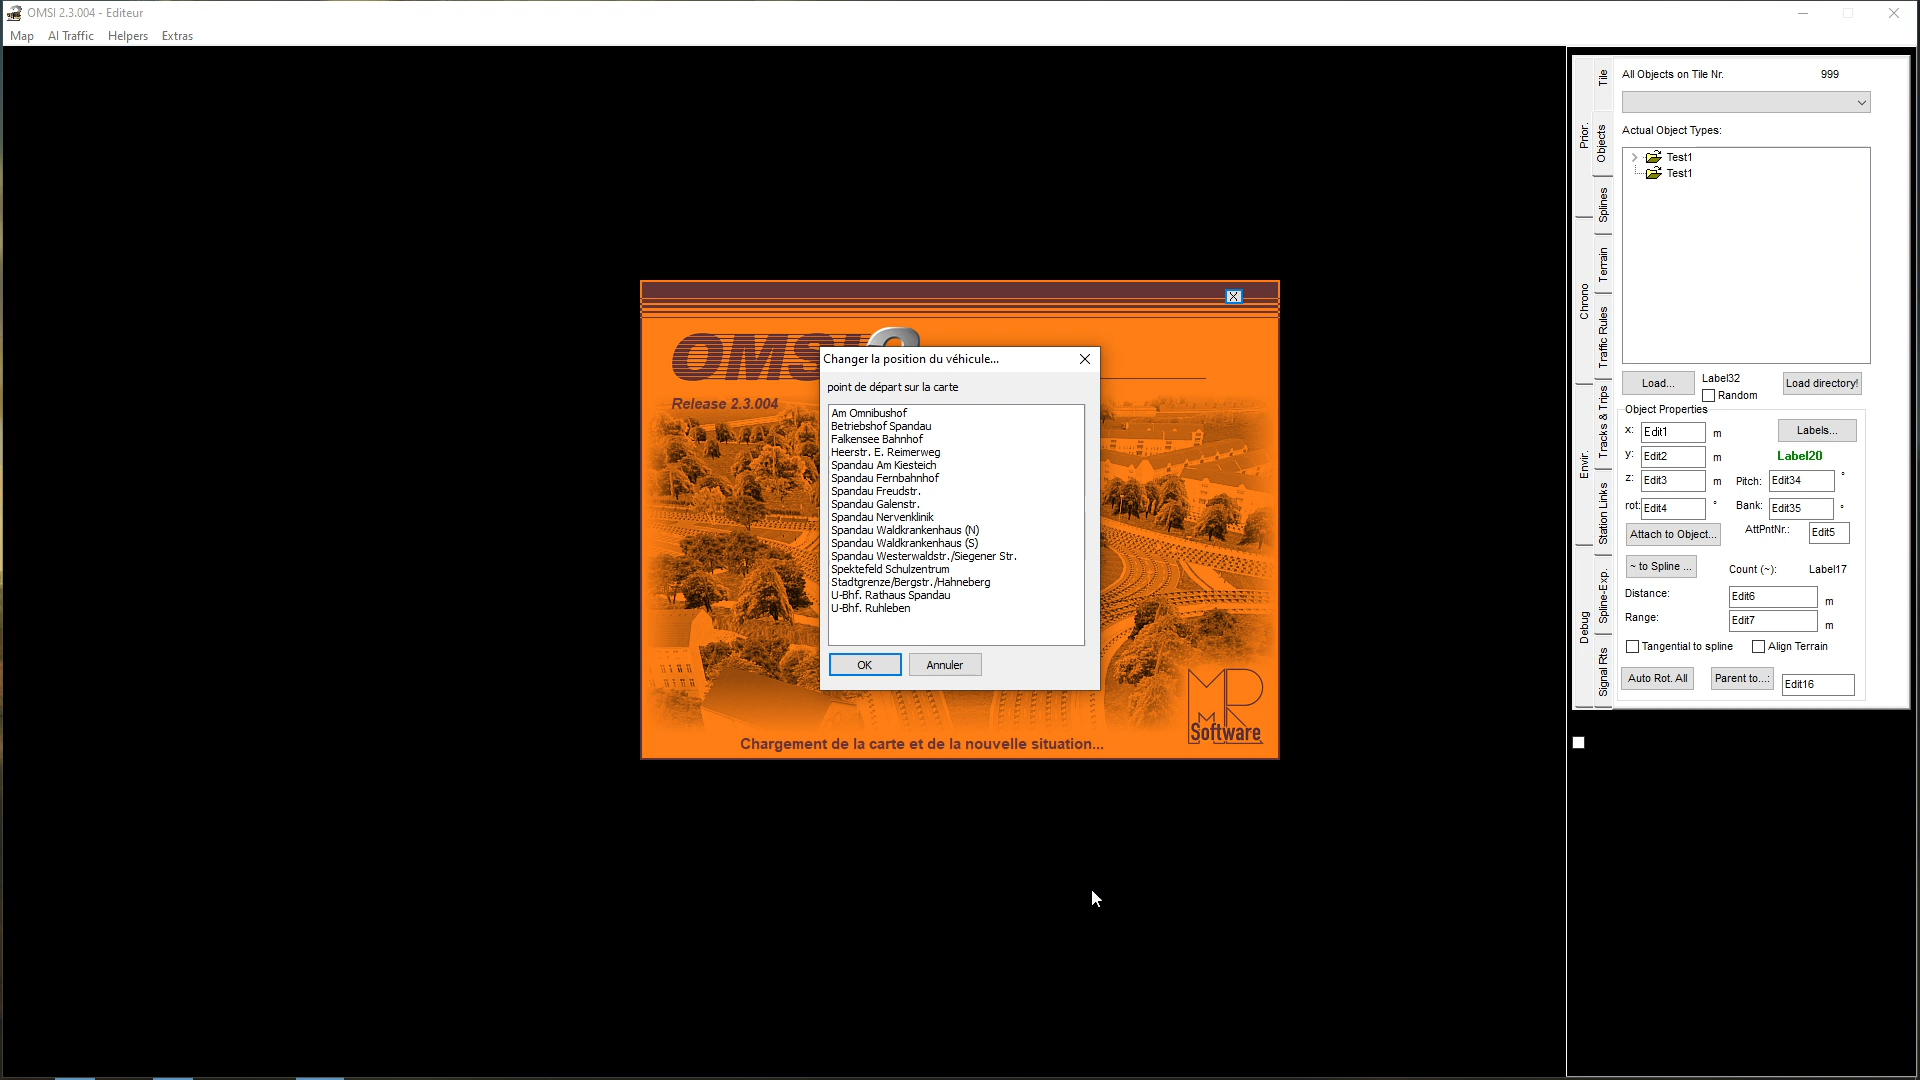 OMSI 2.3.004 - Editeur
Map AI Traffic Helpers Extras
Prior.
Chrono
Envir.
Debug
Tile
Objects
Splines
Terrain
Traffic Rules
Tracks & Trips
Station Links
Spline-Exp.
Signal Rts
All Objects on Tile Nr. 999
Actual Object Types:
Test1
Test1
Load... Label32 Load directory!
Random
Object Properties
x: Edit1 m Labels...
y: Edit2 m Label20
z: Edit3 m Pitch: Edit34 °
rot: Edit4 ° Bank: Edit35 °
Attach to Object... AttPntNr.: Edit5
~ to Spline ... Count (~): Label17
Distance: Edit6 m
Range: Edit7 m
Tangential to spline Align Terrain
Auto Rot. All Parent to...: Edit16
X
OMSI 2
Release 2.3.004
Changer la position du véhicule...
point de départ sur la carte
Am Omnibushof
Betriebshof Spandau
Falkensee Bahnhof
Heerstr. E. Reimerweg
Spandau Am Kiesteich
Spandau Fernbahnhof
Spandau Freudstr.
Spandau Galenstr.
Spandau Nervenklinik
Spandau Waldkrankenhaus (N)
Spandau Waldkrankenhaus (S)
Spandau Westerwaldstr./Siegener Str.
Spektefeld Schulzentrum
Stadtgrenze/Bergstr./Hahneberg
U-Bhf. Rathaus Spandau
U-Bhf. Ruhleben
OK Annuler
MR Software
Chargement de la carte et de la nouvelle situation...